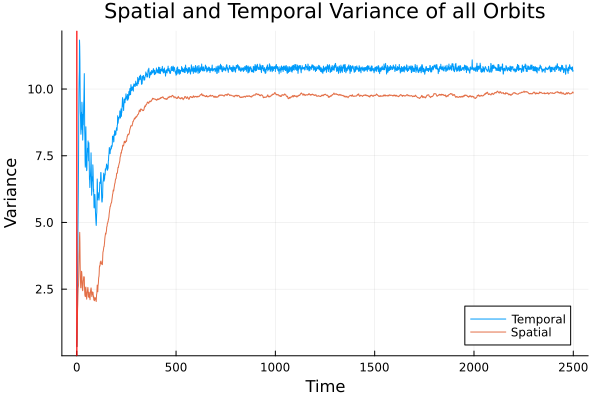 Spatial and Temporal Variance of all Orbits
Variance
10.0
7.5
5.0
2.5
0
500
1000
1500
2000
2500
Time
Temporal
Spatial